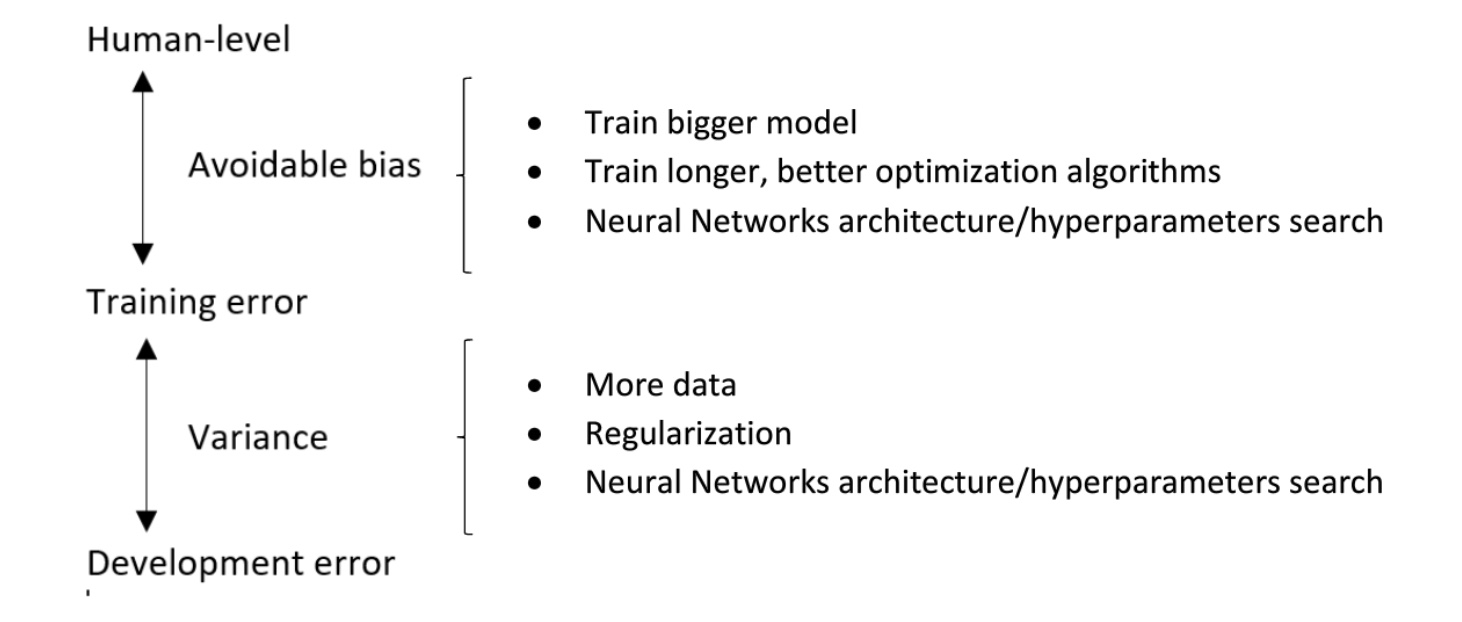 Human-level
Avoidable bias
• Train bigger model
• Train longer, better optimization algorithms
• Neural Networks architecture/hyperparameters search
Training error
Variance
• More data
• Regularization
• Neural Networks architecture/hyperparameters search
Development error